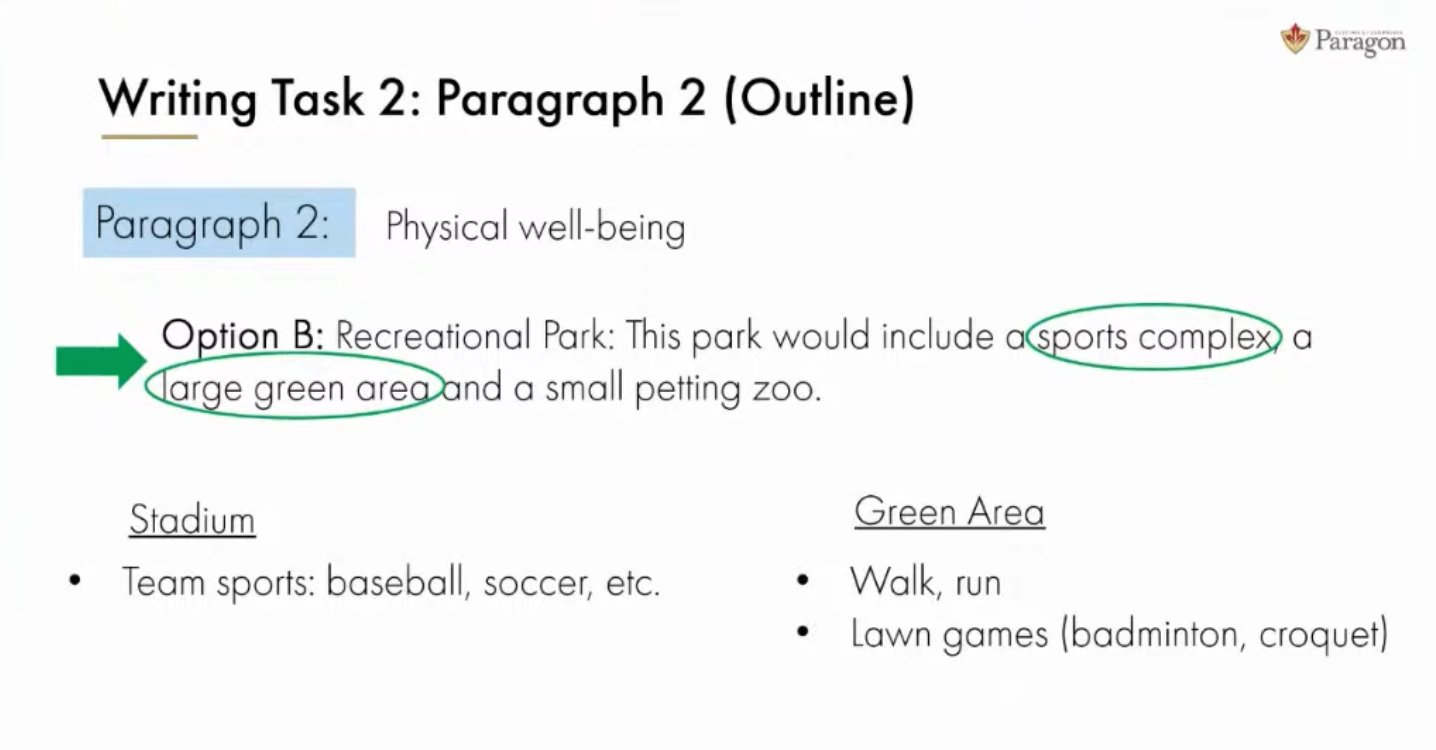 Paragon
Writing Task 2: Paragraph 2 (Outline)
Paragraph 2: Physical well-being
Option B: Recreational Park: This park would include a sports complex, a
large green area and a small petting zoo.
Stadium
Green Area
• Team sports: baseball, soccer, etc.
• Walk, run
• Lawn games (badminton, croquet)